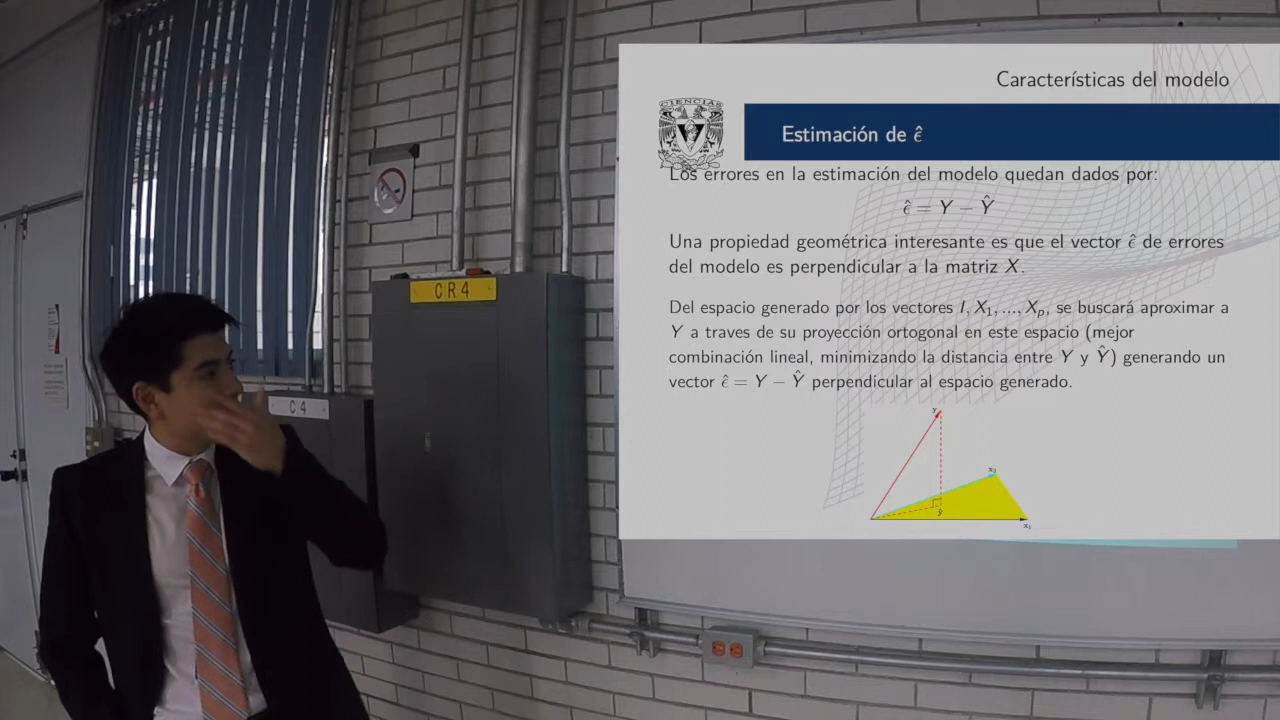 CR4
C4
Características del modelo
CIENCIAS
Estimación de ε̂
Los errores en la estimación del modelo quedan dados por:
ε̂ = Y − Ŷ
Una propiedad geométrica interesante es que el vector ε̂ de errores
del modelo es perpendicular a la matriz X.
Del espacio generado por los vectores I, X₁, ..., Xₚ, se buscará aproximar a
Y a traves de su proyección ortogonal en este espacio (mejor
combinación lineal, minimizando la distancia entre Y y Ŷ) generando un
vector ε̂ = Y − Ŷ perpendicular al espacio generado.
y
x₂
ŷ
x₁